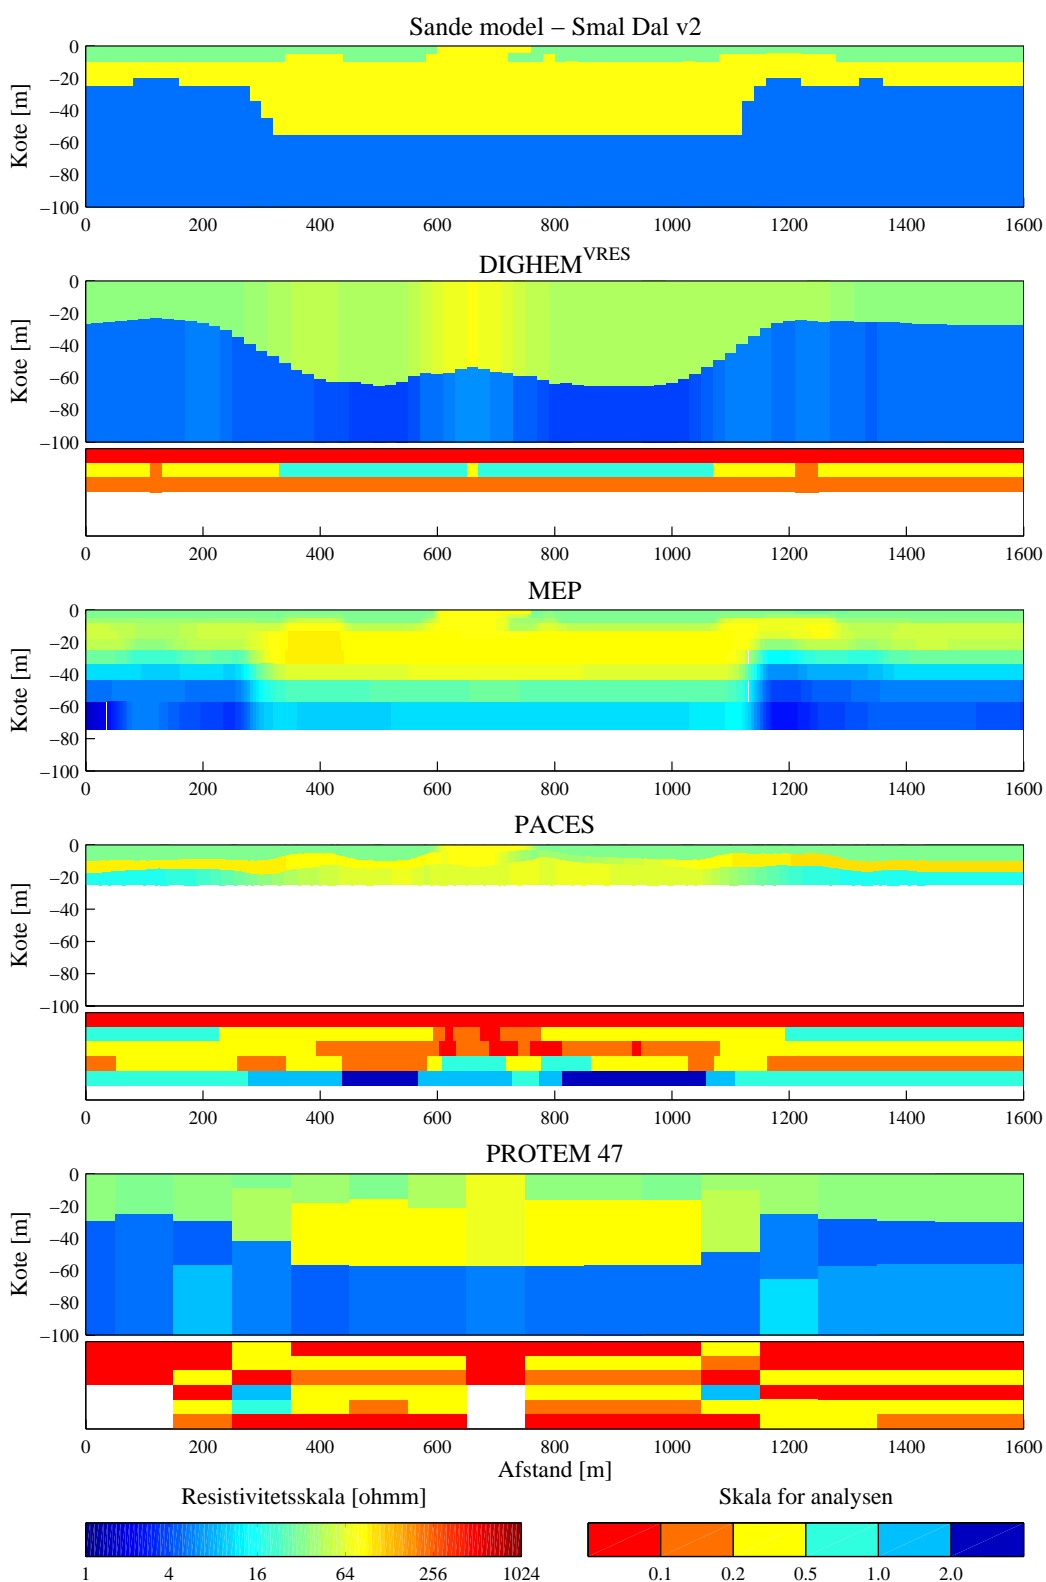 Sande model – Smal Dal v2
Kote [m]
0
−20
−40
−60
−80
−100
0 200 400 600 800 1000 1200 1400 1600
DIGHEM^VRES
Kote [m]
0
−20
−40
−60
−80
−100
0 200 400 600 800 1000 1200 1400 1600
MEP
Kote [m]
0
−20
−40
−60
−80
−100
0 200 400 600 800 1000 1200 1400 1600
PACES
Kote [m]
0
−20
−40
−60
−80
−100
0 200 400 600 800 1000 1200 1400 1600
PROTEM 47
Kote [m]
0
−20
−40
−60
−80
−100
0 200 400 600 800 1000 1200 1400 1600
Afstand [m]
Resistivitetsskala [ohmm]
1 4 16 64 256 1024
Skala for analysen
0.1 0.2 0.5 1.0 2.0